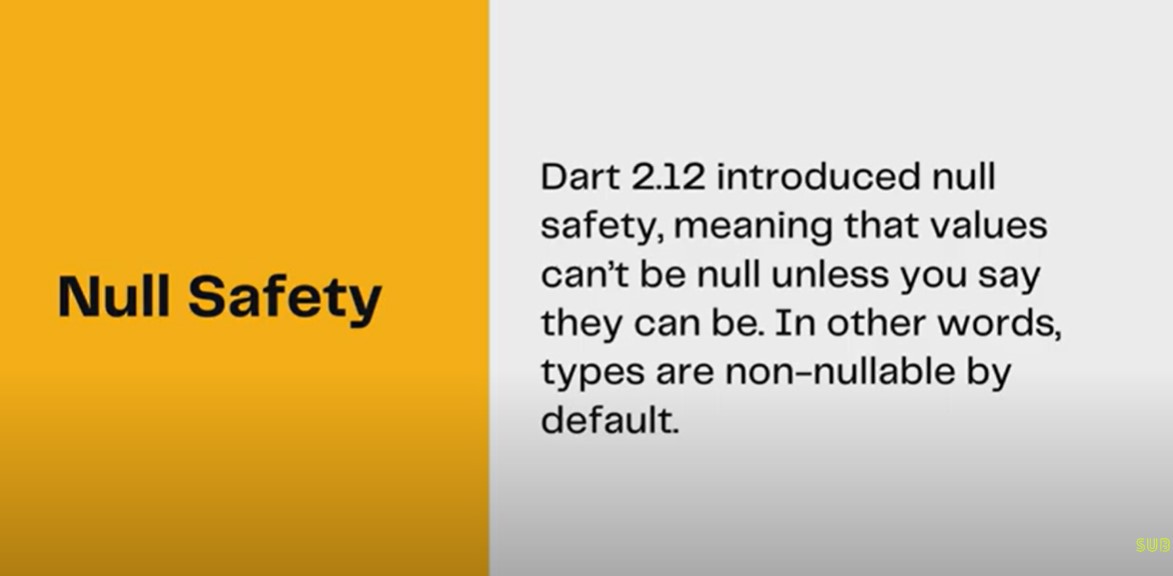 Null Safety
Dart 2.12 introduced null
safety, meaning that values
can't be null unless you say
they can be. In other words,
types are non-nullable by
default.
SUB